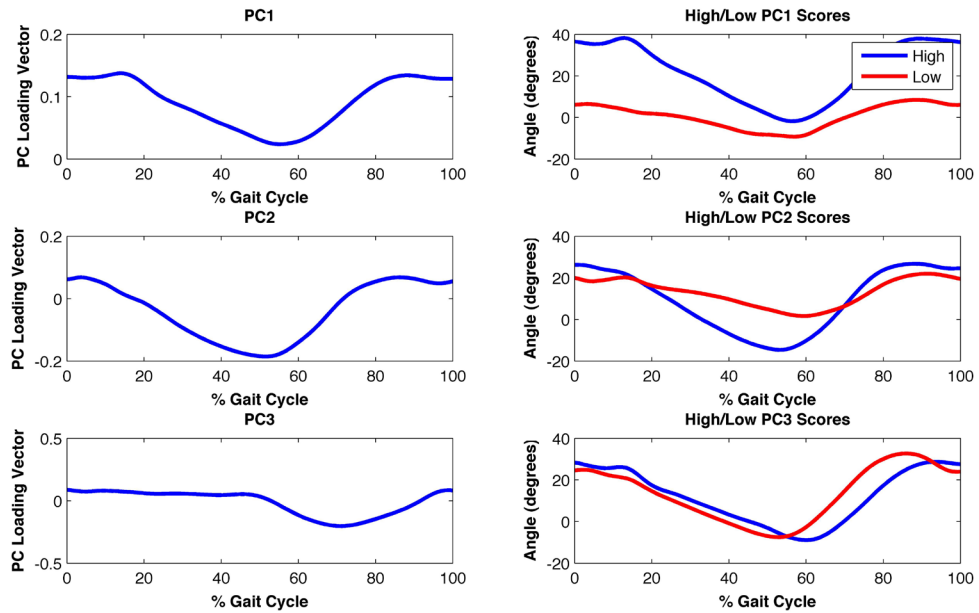 PC1
PC Loading Vector
0.2
0.1
0
0 20 40 60 80 100
% Gait Cycle
High/Low PC1 Scores
Angle (degrees)
40
20
0
-20
High
Low
0 20 40 60 80 100
% Gait Cycle
PC2
PC Loading Vector
0.2
0
-0.2
0 20 40 60 80 100
% Gait Cycle
High/Low PC2 Scores
Angle (degrees)
40
20
0
-20
0 20 40 60 80 100
% Gait Cycle
PC3
PC Loading Vector
0.5
0
-0.5
0 20 40 60 80 100
% Gait Cycle
High/Low PC3 Scores
Angle (degrees)
40
20
0
-20
0 20 40 60 80 100
% Gait Cycle